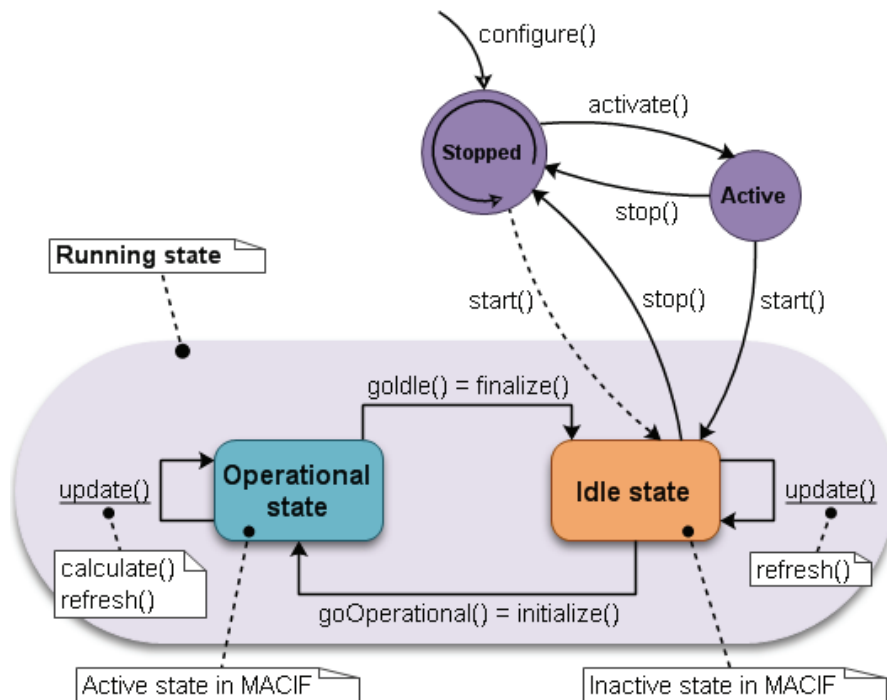 configure()
activate()
Stopped
Active
stop()
Running state
start()
stop()
start()
goIdle() = finalize()
Operational
state
Idle state
update()
update()
calculate()
refresh()
refresh()
goOperational() = initialize()
Active state in MACIF
Inactive state in MACIF